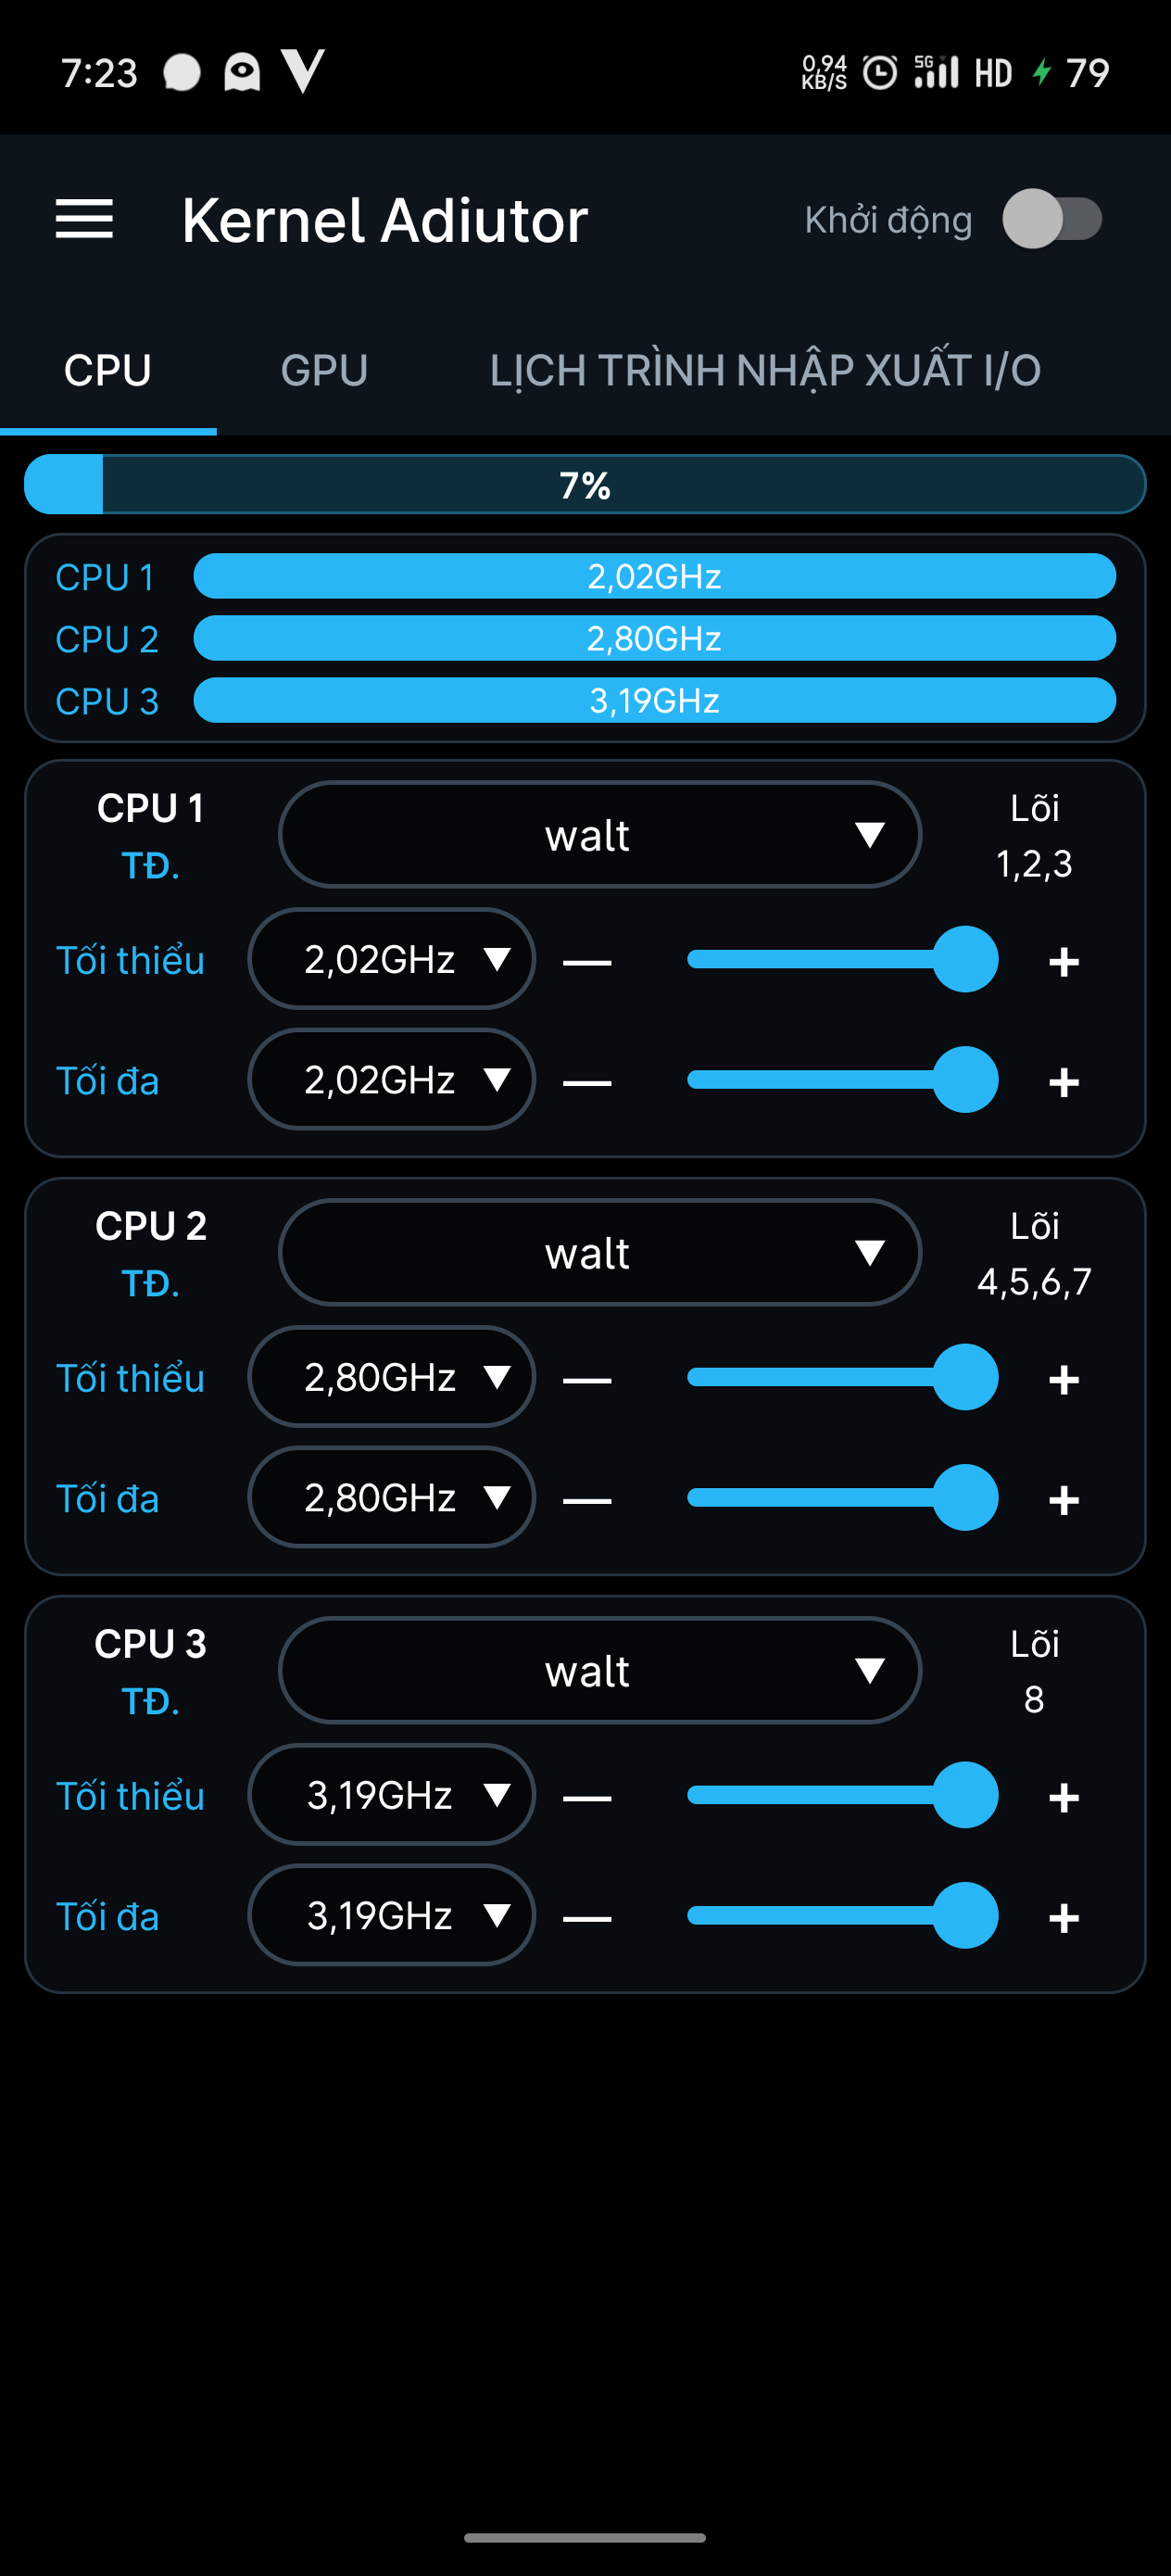 7:23 0,94 KB/S 5G HD 79
Kernel Adiutor Khởi động
CPU GPU LỊCH TRÌNH NHẬP XUẤT I/O
7%
CPU 1 2,02GHz
CPU 2 2,80GHz
CPU 3 3,19GHz
CPU 1 walt Lõi
TĐ. 1,2,3
Tối thiểu 2,02GHz — +
Tối đa 2,02GHz — +
CPU 2 walt Lõi
TĐ. 4,5,6,7
Tối thiểu 2,80GHz — +
Tối đa 2,80GHz — +
CPU 3 walt Lõi
TĐ. 8
Tối thiểu 3,19GHz — +
Tối đa 3,19GHz — +